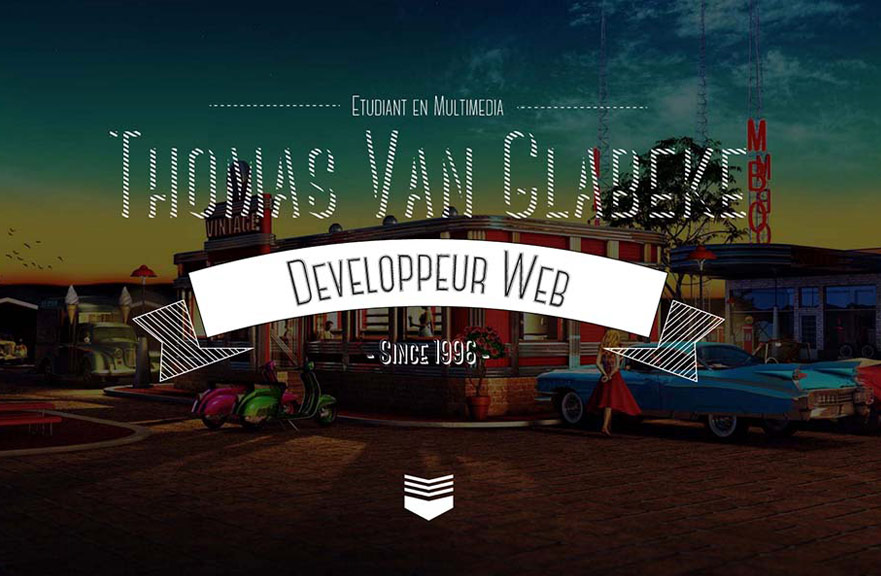 Etudiant en Multimedia
Thomas Van Glabeke
Developpeur Web
- Since 1996 -
VINTAGE